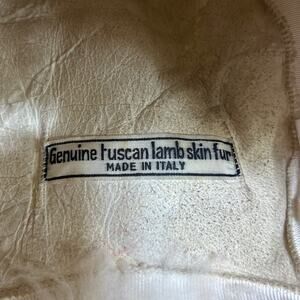 Genuine tuscan lamb skin fur
MADE IN ITALY